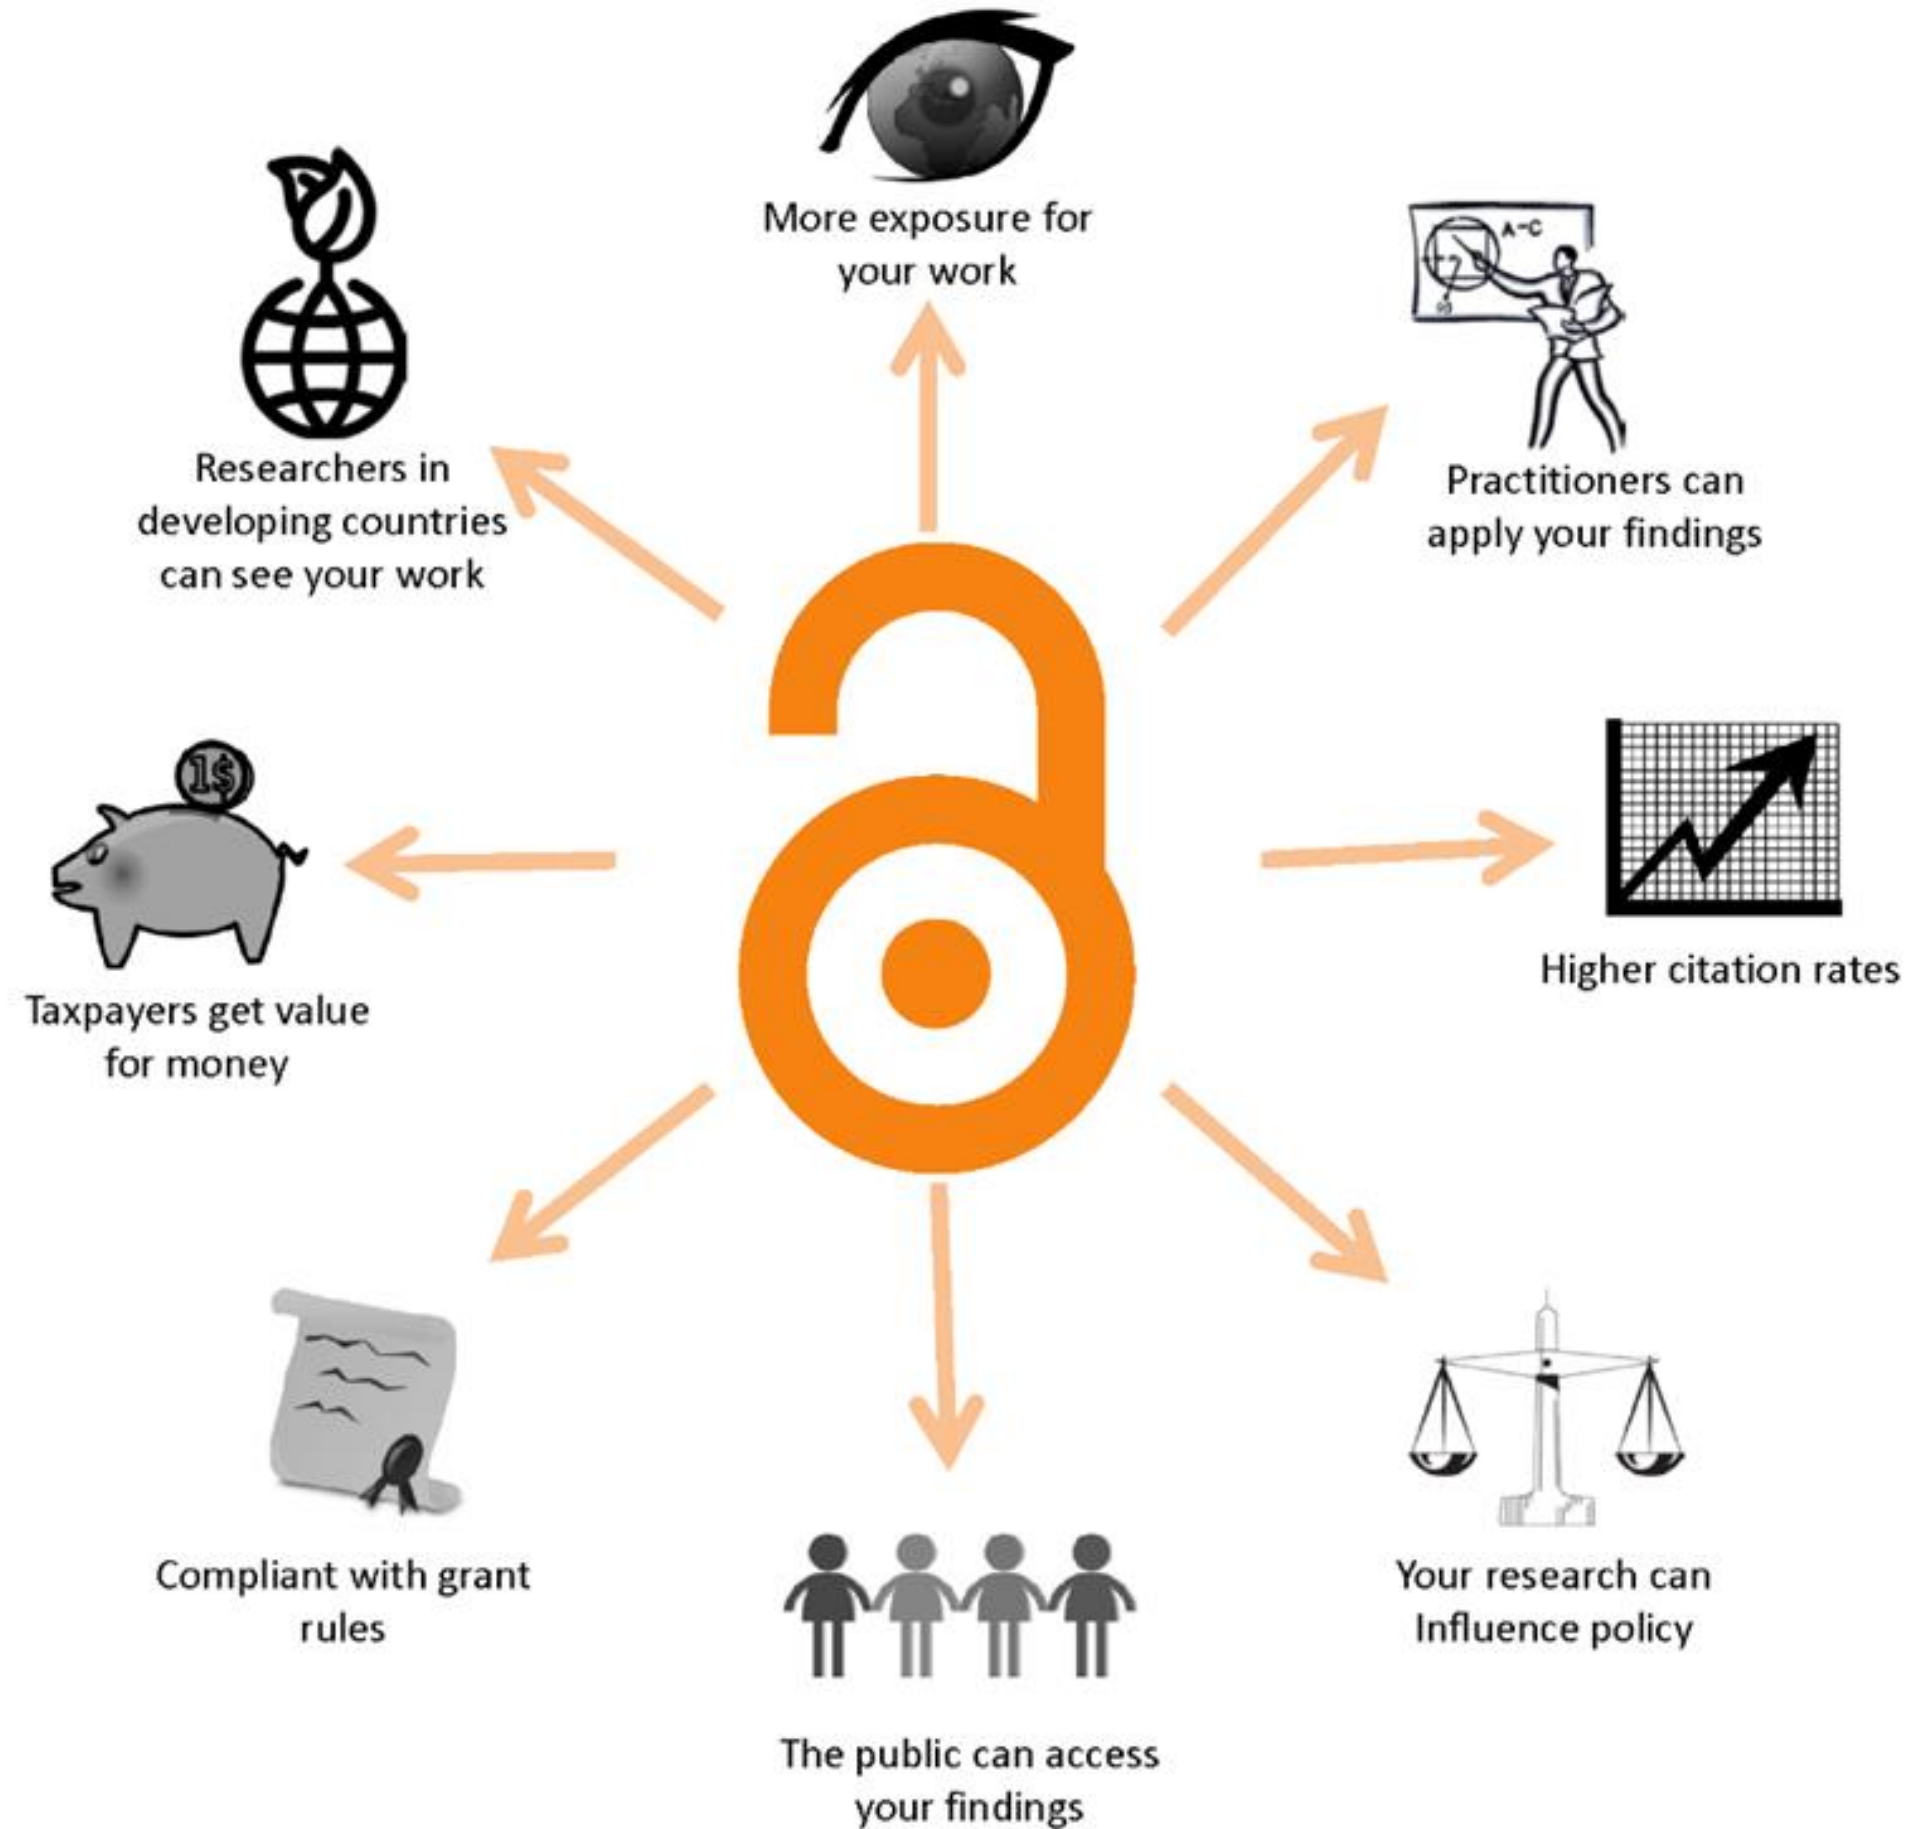 More exposure for
your work
A-C
Practitioners can
apply your findings
Researchers in
developing countries
can see your work
1$
Higher citation rates
Taxpayers get value
for money
Compliant with grant
rules
Your research can
Influence policy
The public can access
your findings